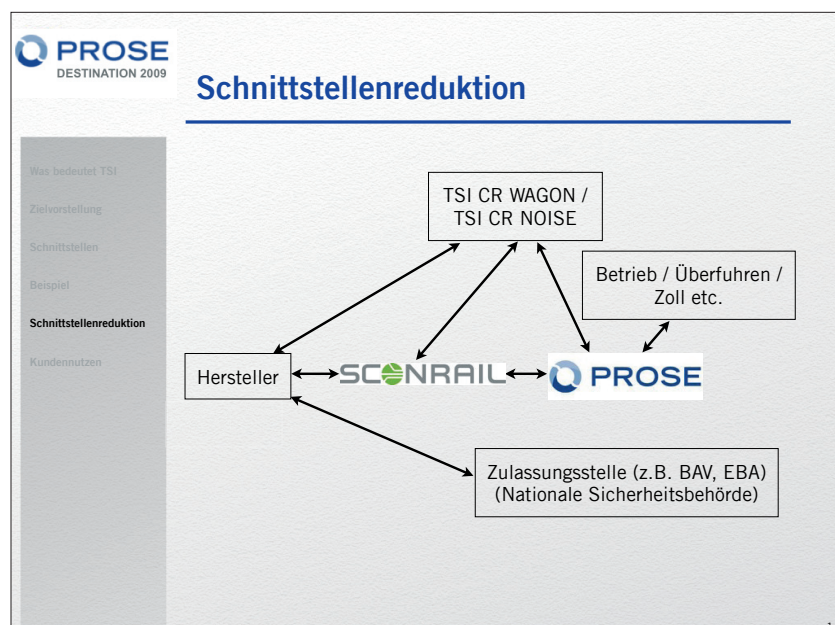 PROSE
DESTINATION 2009
Schnittstellenreduktion
Was bedeutet TSI
Zielvorstellung
Schnittstellen
Beispiel
Schnittstellenreduktion
Kundennutzen
TSI CR WAGON /
TSI CR NOISE
Betrieb / Überfuhren /
Zoll etc.
Hersteller
SCONRAIL
PROSE
Zulassungsstelle (z.B. BAV, EBA)
(Nationale Sicherheitsbehörde)